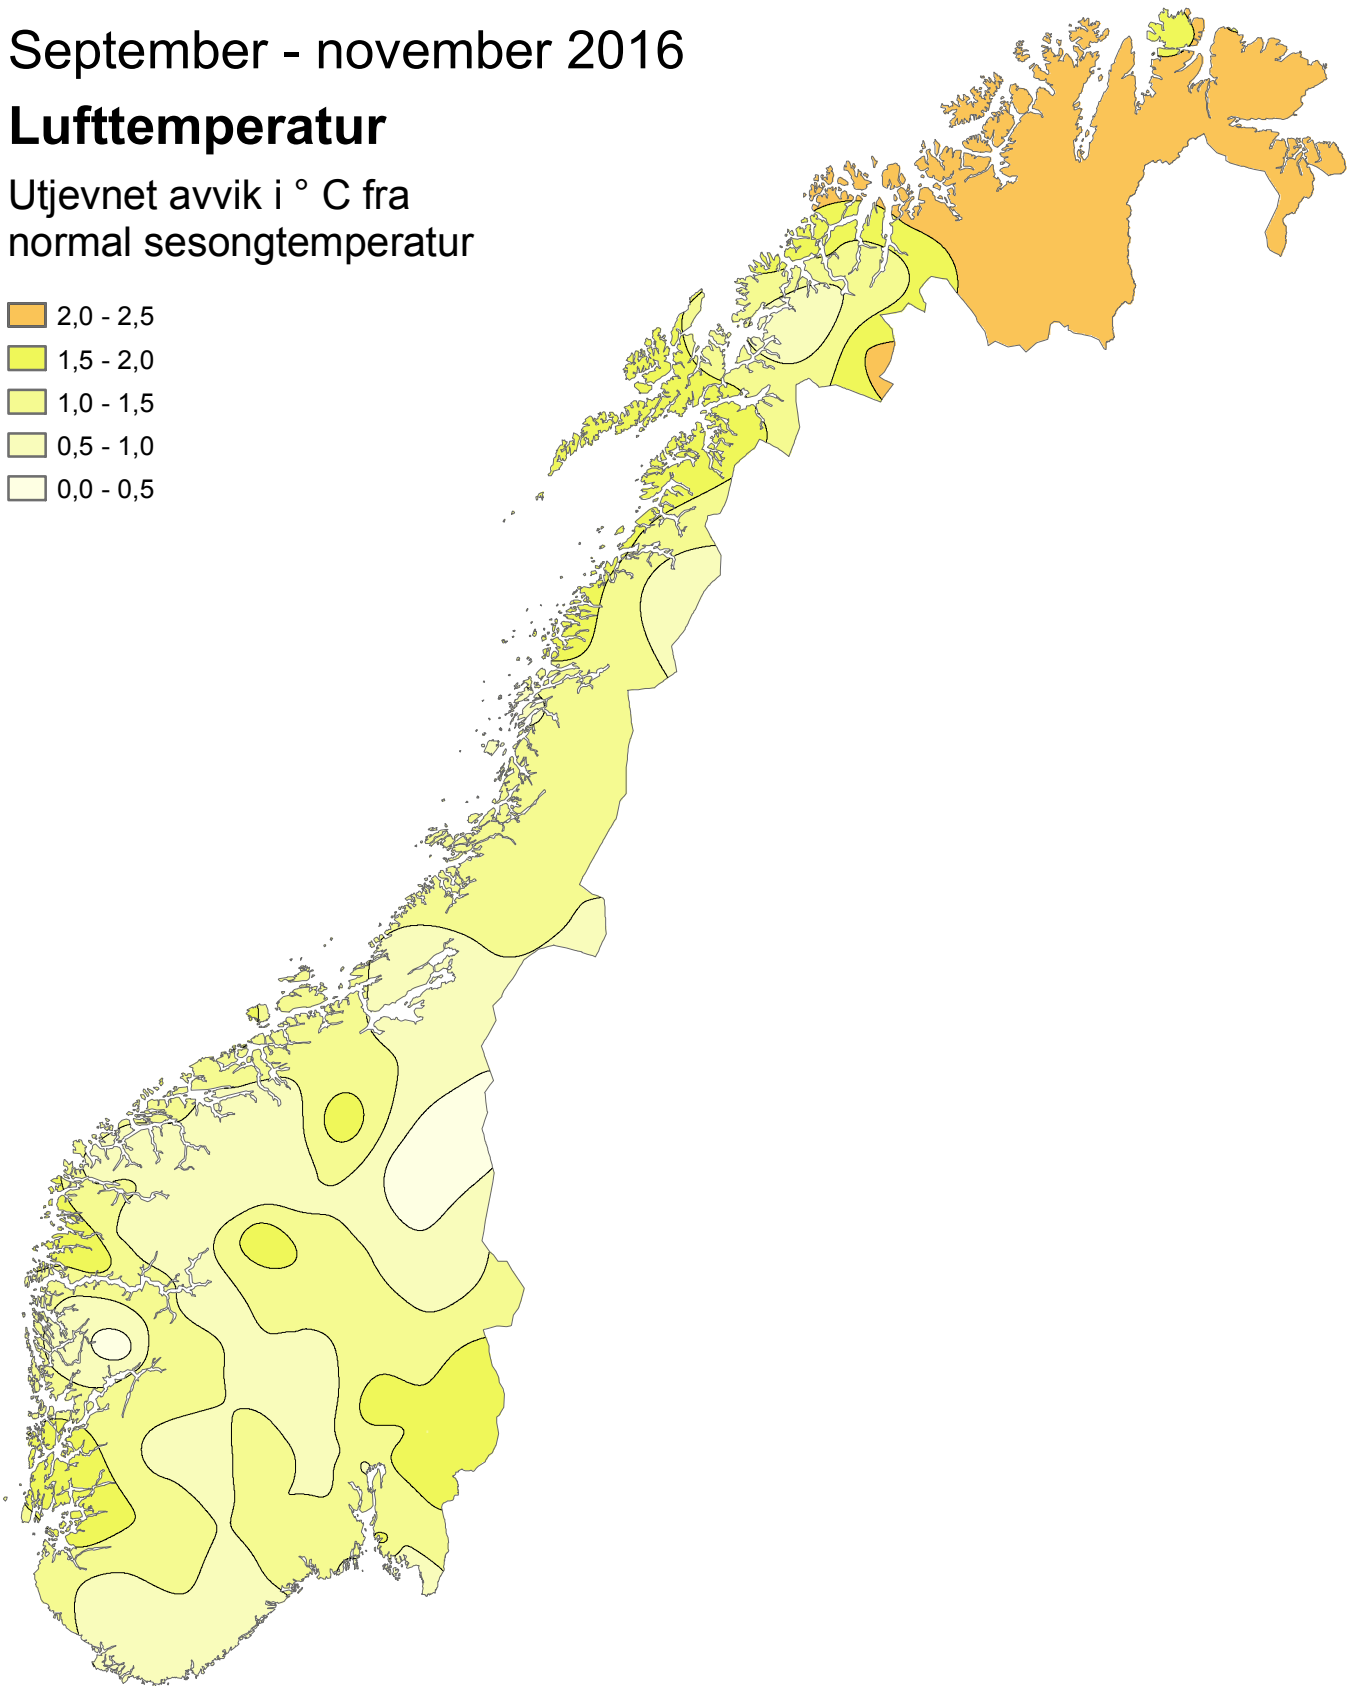 September - november 2016
Lufttemperatur
Utjevnet avvik i ° C fra
normal sesongtemperatur
2,0 - 2,5
1,5 - 2,0
1,0 - 1,5
0,5 - 1,0
0,0 - 0,5